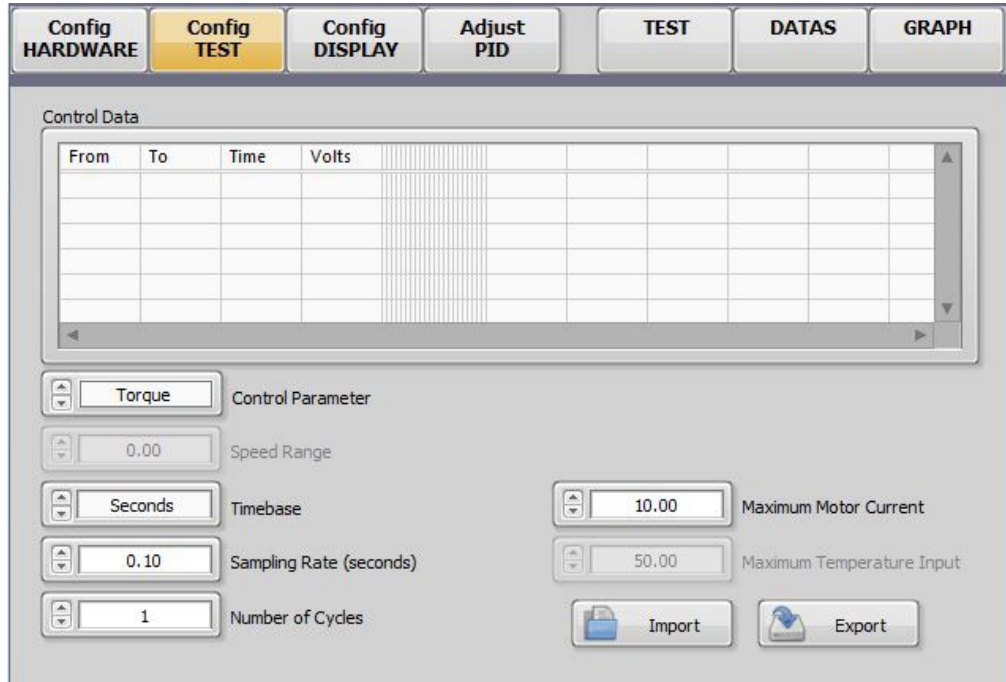 Config HARDWARE
Config TEST
Config DISPLAY
Adjust PID
TEST
DATAS
GRAPH
Control Data
From To Time Volts
Torque Control Parameter
0.00 Speed Range
Seconds Timebase
10.00 Maximum Motor Current
0.10 Sampling Rate (seconds)
50.00 Maximum Temperature Input
1 Number of Cycles
Import
Export